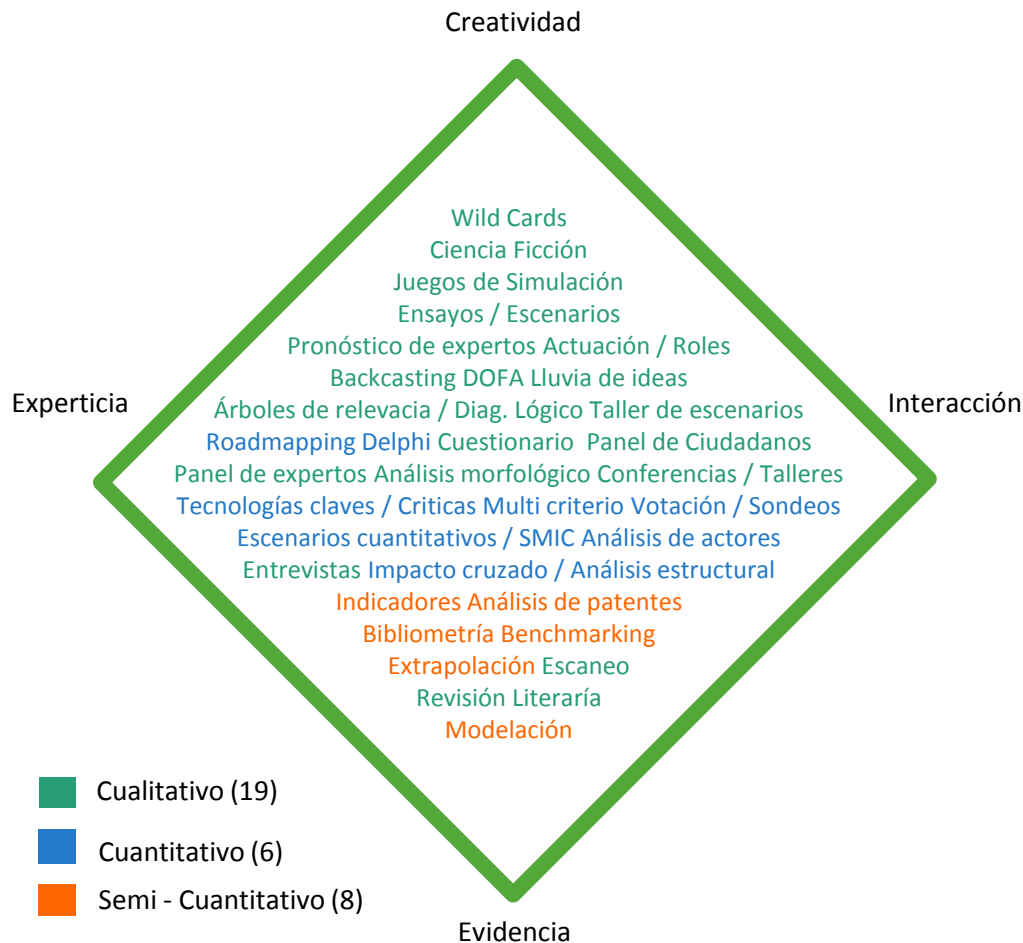 Creatividad
Wild Cards
Ciencia Ficción
Juegos de Simulación
Ensayos / Escenarios
Pronóstico de expertos Actuación / Roles
Backcasting DOFA Lluvia de ideas
Experticia
Interacción
Árboles de relevacia / Diag. Lógico Taller de escenarios
Roadmapping Delphi Cuestionario Panel de Ciudadanos
Panel de expertos Análisis morfológico Conferencias / Talleres
Tecnologías claves / Criticas Multi criterio Votación / Sondeos
Escenarios cuantitativos / SMIC Análisis de actores
Entrevistas Impacto cruzado / Análisis estructural
Indicadores Análisis de patentes
Bibliometría Benchmarking
Extrapolación Escaneo
Revisión Literaría
Modelación
Cualitativo (19)
Cuantitativo (6)
Semi - Cuantitativo (8)
Evidencia